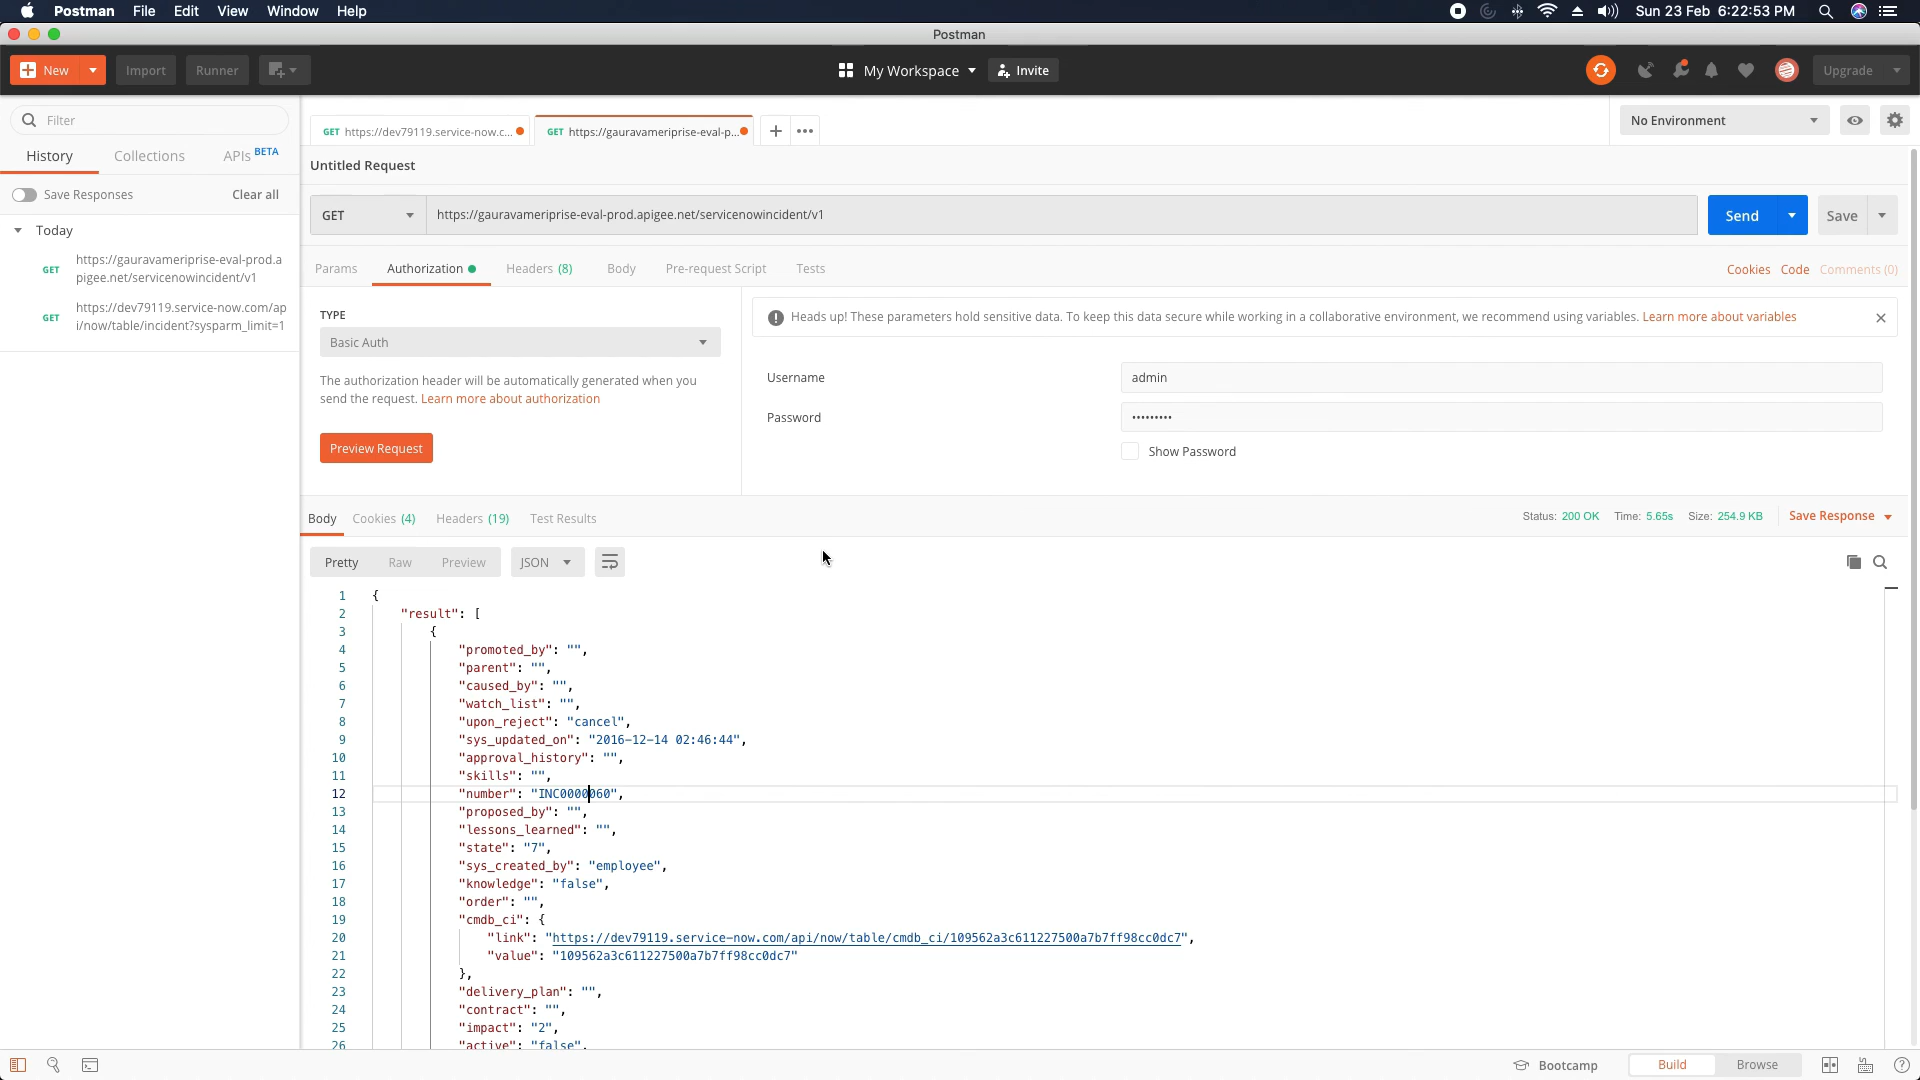 Postman File Edit View Window Help
Sun 23 Feb 6:22:53 PM
Postman
New
Import
Runner
My Workspace
Invite
Upgrade
Filter
History
Collections
APIs BETA
Save Responses
Clear all
Today
GET https://gauravameriprise-eval-prod.a
pigee.net/servicenowincident/v1
GET https://dev79119.service-now.com/ap
i/now/table/incident?sysparm_limit=1
GET https://dev79119.service-now.c...
GET https://gauravameriprise-eval-p...
No Environment
Untitled Request
GET
https://gauravameriprise-eval-prod.apigee.net/servicenowincident/v1
Send
Save
Params
Authorization
Headers (8)
Body
Pre-request Script
Tests
Cookies Code Comments (0)
TYPE
Basic Auth
The authorization header will be automatically generated when you
send the request. Learn more about authorization
Preview Request
Heads up! These parameters hold sensitive data. To keep this data secure while working in a collaborative environment, we recommend using variables. Learn more about variables
Username
admin
Password
•••••••••
Show Password
Body
Cookies (4)
Headers (19)
Test Results
Status: 200 OK Time: 5.65s Size: 254.9 KB
Save Response
Pretty
Raw
Preview
JSON
1 {
2 "result": [
3 {
4 "promoted_by": "",
5 "parent": "",
6 "caused_by": "",
7 "watch_list": "",
8 "upon_reject": "cancel",
9 "sys_updated_on": "2016-12-14 02:46:44",
10 "approval_history": "",
11 "skills": "",
12 "number": "INC0000060",
13 "proposed_by": "",
14 "lessons_learned": "",
15 "state": "7",
16 "sys_created_by": "employee",
17 "knowledge": "false",
18 "order": "",
19 "cmdb_ci": {
20 "link": "https://dev79119.service-now.com/api/now/table/cmdb_ci/109562a3c611227500a7b7ff98cc0dc7",
21 "value": "109562a3c611227500a7b7ff98cc0dc7"
22 },
23 "delivery_plan": "",
24 "contract": "",
25 "impact": "2",
26 "active": "false",
Bootcamp
Build
Browse